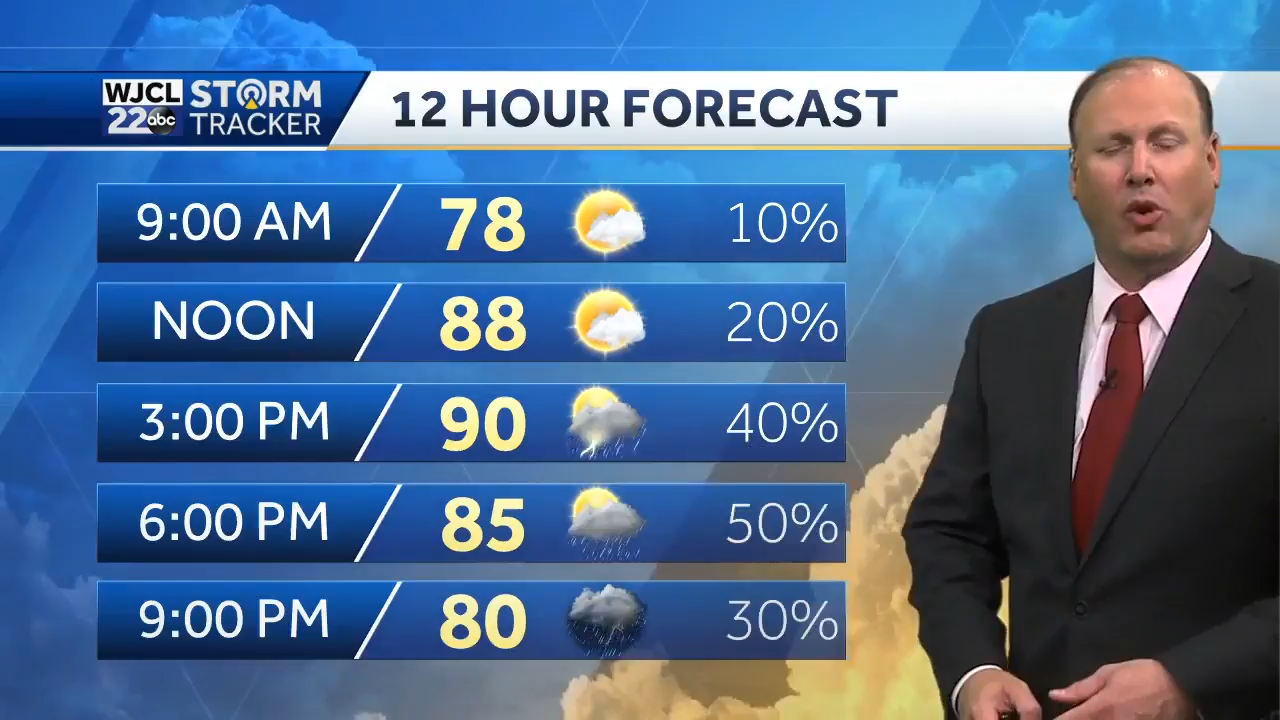 WJCL
22 abc
STORM
TRACKER
12 HOUR FORECAST
9:00 AM 78 10%
NOON 88 20%
3:00 PM 90 40%
6:00 PM 85 50%
9:00 PM 80 30%